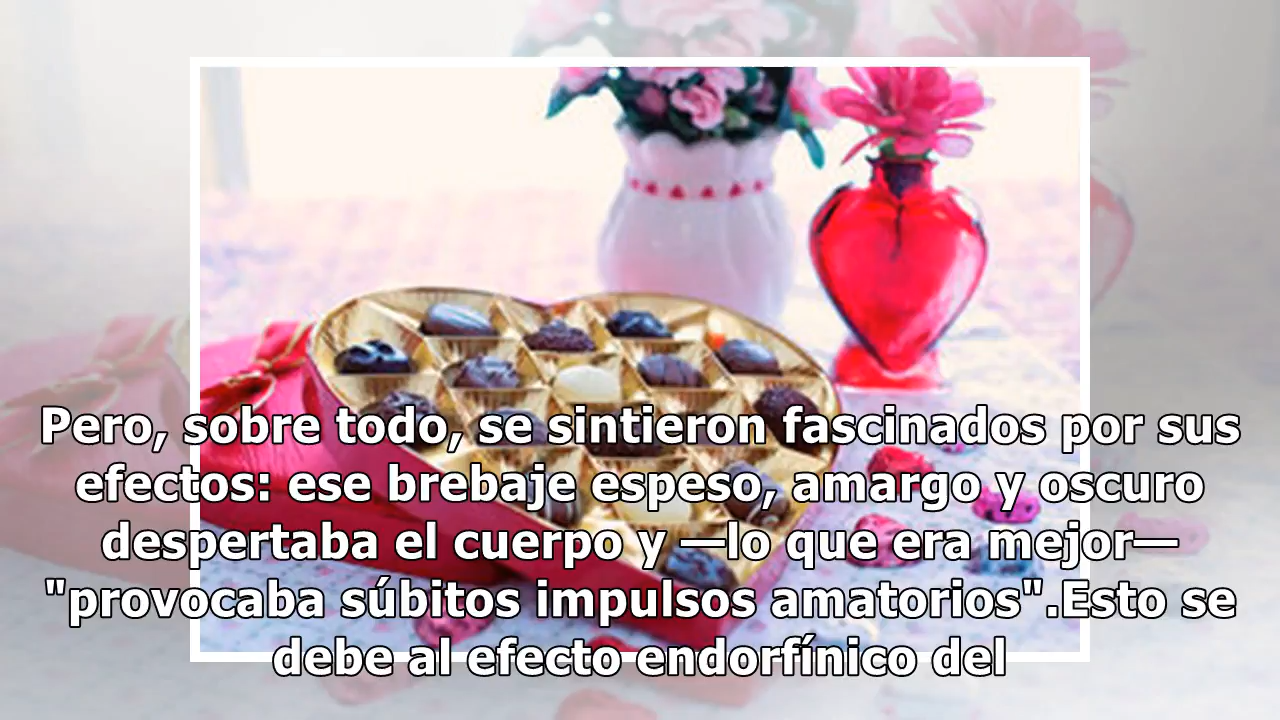 Pero, sobre todo, se sintieron fascinados por sus
efectos: ese brebaje espeso, amargo y oscuro
despertaba el cuerpo y —lo que era mejor—
"provocaba súbitos impulsos amatorios".Esto se
debe al efecto endorfínico del